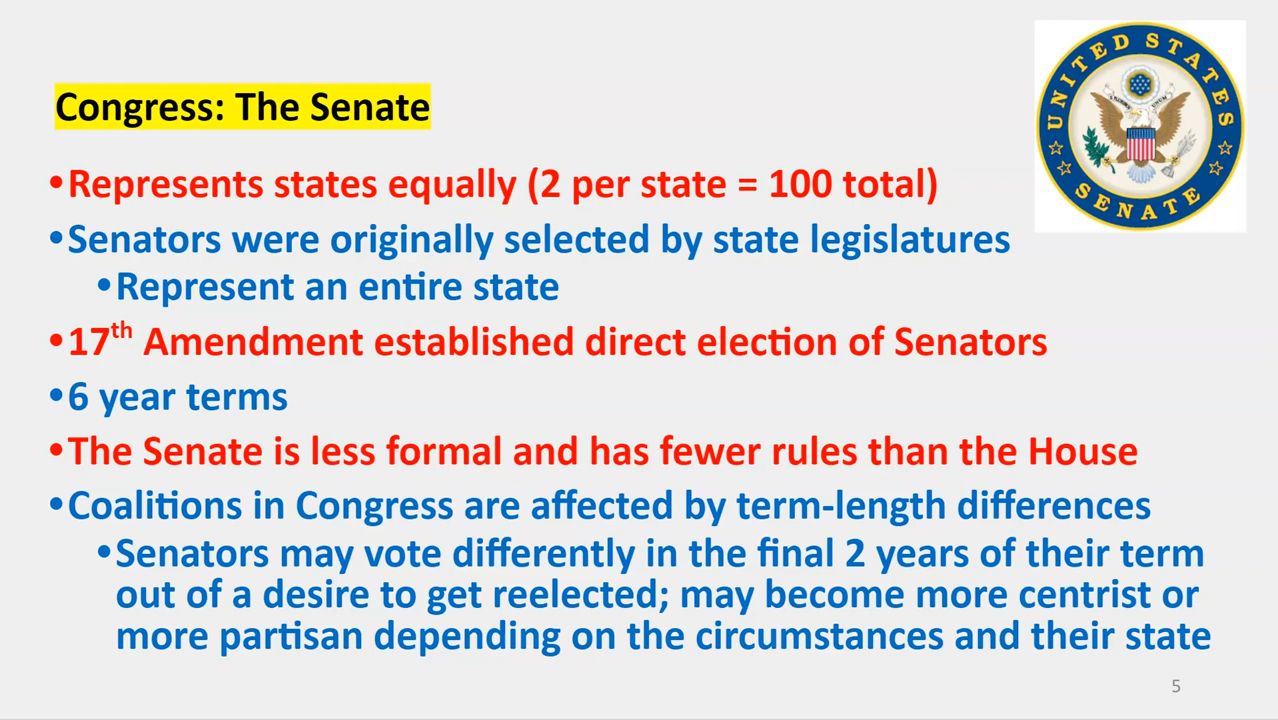 UNITED STATES
SENATE
Congress: The Senate
•Represents states equally (2 per state = 100 total)
•Senators were originally selected by state legislatures
•Represent an entire state
•17th Amendment established direct election of Senators
•6 year terms
•The Senate is less formal and has fewer rules than the House
•Coalitions in Congress are affected by term-length differences
•Senators may vote differently in the final 2 years of their term
out of a desire to get reelected; may become more centrist or
more partisan depending on the circumstances and their state
5